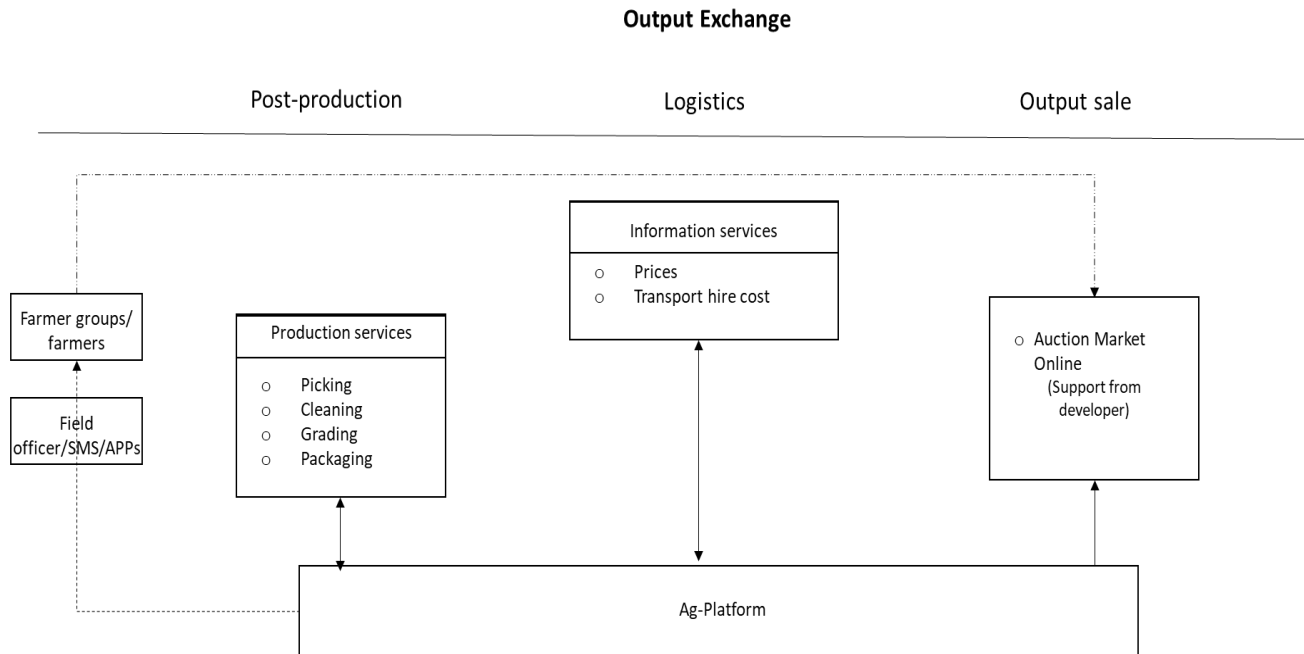 Output Exchange
Post-production
Logistics
Output sale
Farmer groups/
farmers
Field
officer/SMS/APPs
Production services
o Picking
o Cleaning
o Grading
o Packaging
Information services
o Prices
o Transport hire cost
o Auction Market
Online
(Support from
developer)
Ag-Platform